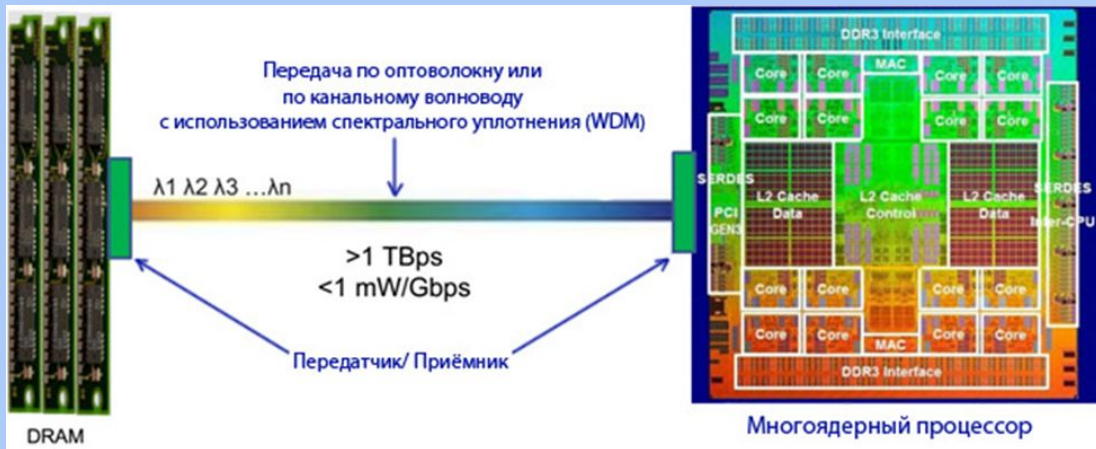 Передача по оптоволокну или
по канальному волноводу
с использованием спектрального уплотнения (WDM)
λ1 λ2 λ3 ...λn
>1 TBps
<1 mW/Gbps
Передатчик/ Приёмник
DRAM
DDR3 Interface
MAC
Core Core Core Core
Core Core Core Core
SERDES
PCI
GEN3
L2 Cache
Data
L2 Cache
Control
L2 Cache
Data
SERDES
Inter-CPU
Core Core Core Core
Core Core Core Core
MAC
DDR3 Interface
Многоядерный процессор